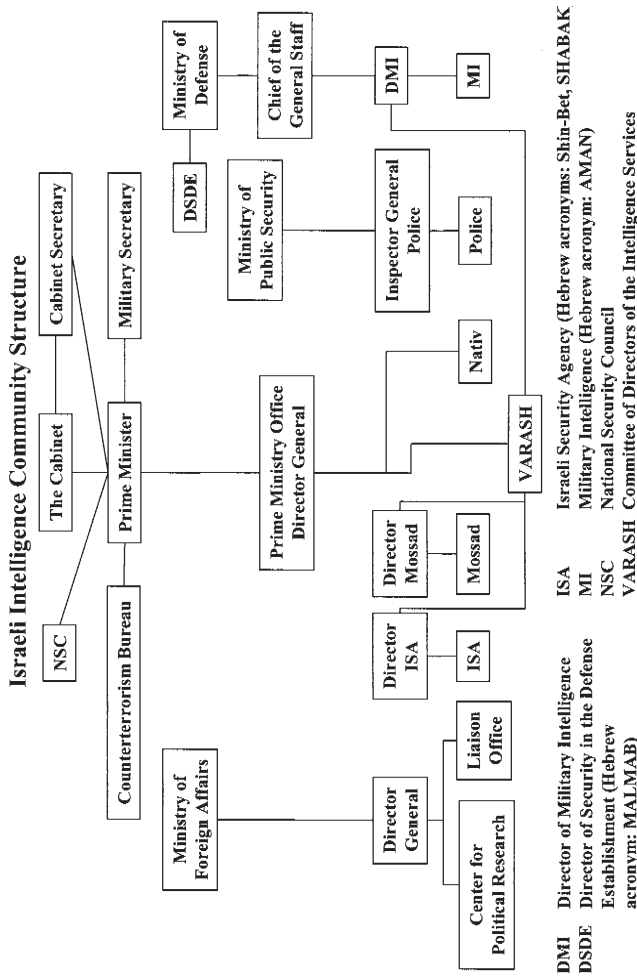 Israeli Intelligence Community Structure
NSC
The Cabinet
Cabinet Secretary
Counterterrorism Bureau
Prime Minister
Military Secretary
Ministry of
Foreign Affairs
Prime Ministry Office
Director General
Ministry of
Public Security
DSDE
Ministry of
Defense
Chief of the
General Staff
Director
General
Director
ISA
Director
Mossad
Inspector General
Police
DMI
Center for
Political Research
Liaison
Office
ISA
Mossad
Nativ
Police
MI
VARASH
DMI Director of Military Intelligence
DSDE Director of Security in the Defense
Establishment (Hebrew
acronym: MALMAB)
ISA Israeli Security Agency (Hebrew acronyms: Shin-Bet, SHABAK
MI Military Intelligence (Hebrew acronym: AMAN)
NSC National Security Council
VARASH Committee of Directors of the Intelligence Services